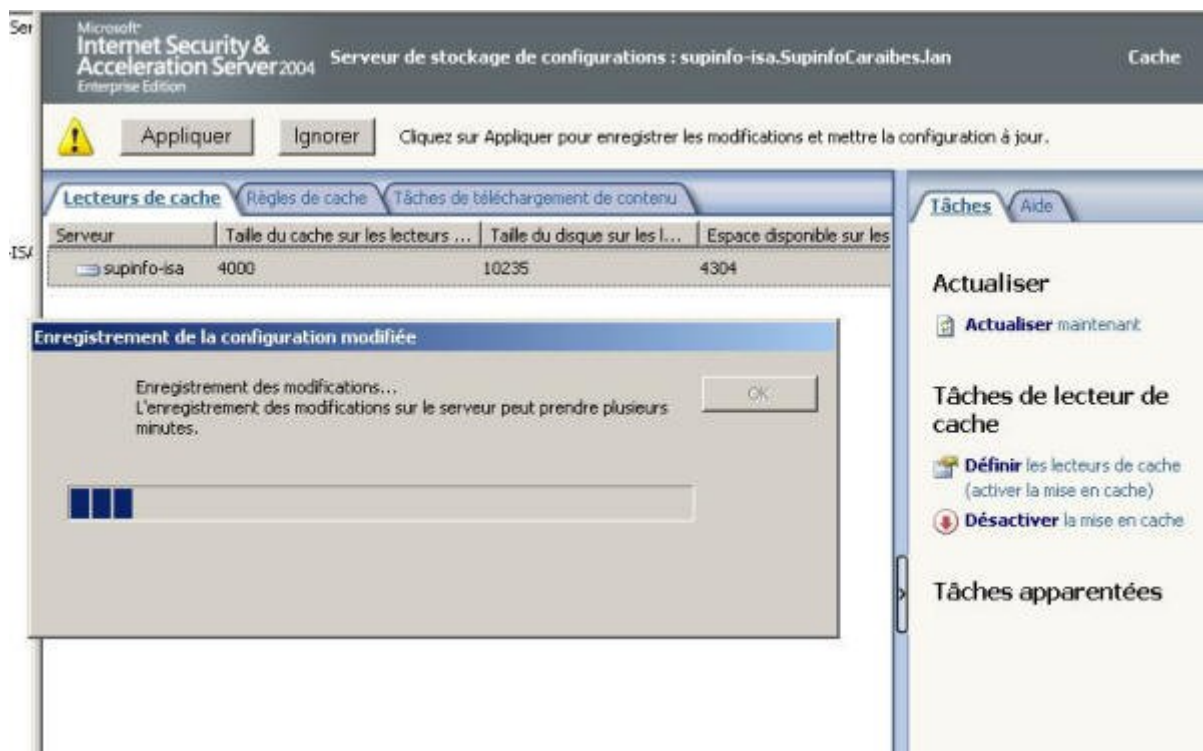 Ser
Microsoft
Internet Security &
Acceleration Server 2004
Enterprise Edition
Serveur de stockage de configurations : supinfo-isa.SupinfoCaraibes.lan
Cache
Appliquer
Ignorer
Cliquez sur Appliquer pour enregistrer les modifications et mettre la configuration à jour.
Lecteurs de cache
Règles de cache
Tâches de téléchargement de contenu
Serveur
Taille du cache sur les lecteurs ...
Taille du disque sur les l...
Espace disponible sur les
-ISA
supinfo-isa
4000
10235
4304
Enregistrement de la configuration modifiée
Enregistrement des modifications...
L'enregistrement des modifications sur le serveur peut prendre plusieurs
minutes.
OK
Tâches
Aide
Actualiser
Actualiser maintenant
Tâches de lecteur de
cache
Définir les lecteurs de cache
(activer la mise en cache)
Désactiver la mise en cache
Tâches apparentées